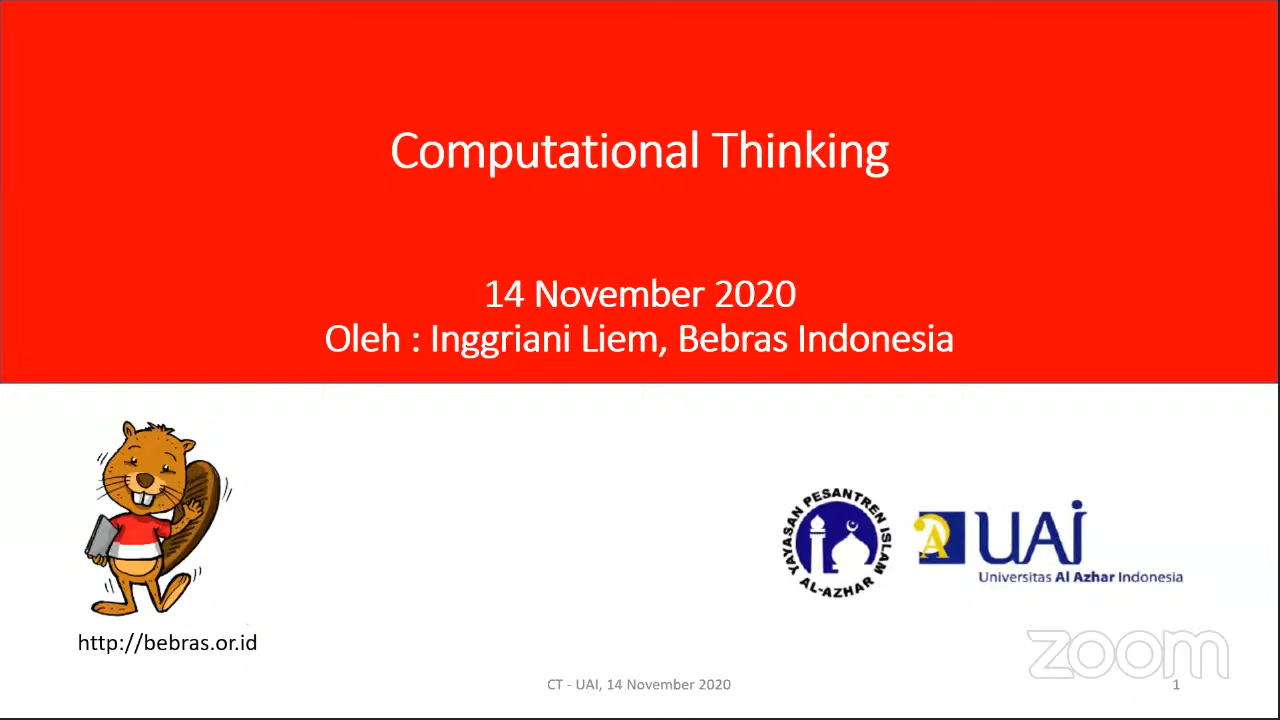 Computational Thinking
14 November 2020
Oleh : Inggriani Liem, Bebras Indonesia
YAYASAN PESANTREN ISLAM
AL-AZHAR
A UAi
Universitas Al Azhar Indonesia
http://bebras.or.id
zoom
CT - UAI, 14 November 2020
1